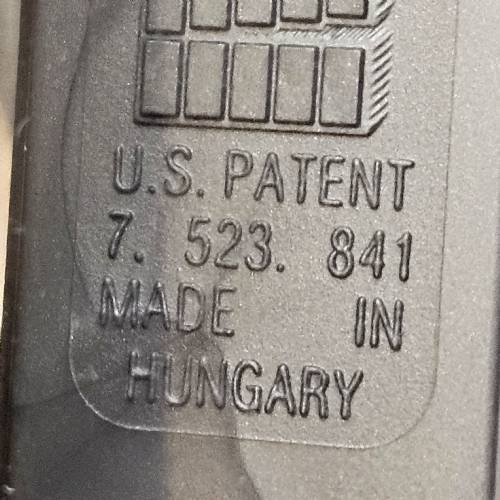 U.S. PATENT
7. 523. 841
MADE IN
HUNGARY